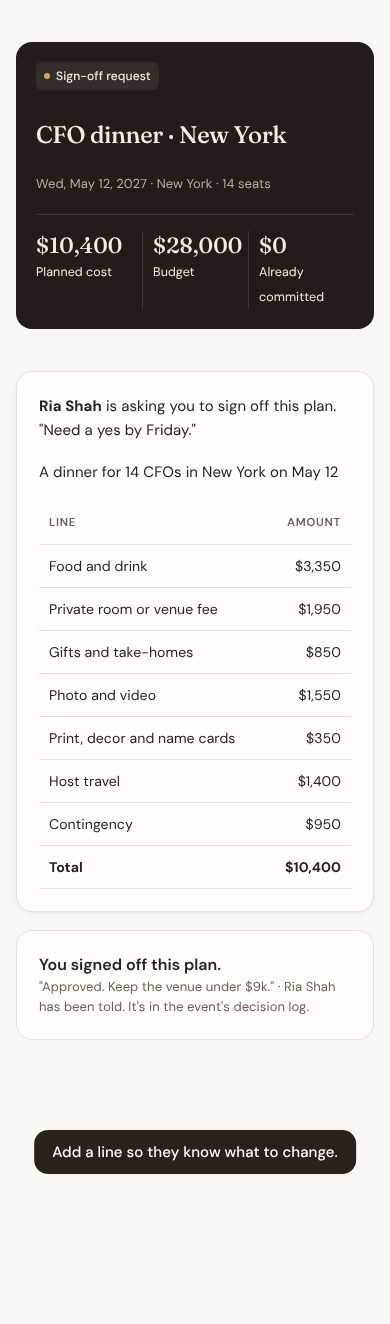 Sign-off request
CFO dinner · New York
Wed, May 12, 2027 · New York · 14 seats
$10,400 $28,000 $0
Planned cost Budget Already
committed
Ria Shah is asking you to sign off this plan.
"Need a yes by Friday."
A dinner for 14 CFOs in New York on May 12
LINE AMOUNT
Food and drink $3,350
Private room or venue fee $1,950
Gifts and take-homes $850
Photo and video $1,550
Print, decor and name cards $350
Host travel $1,400
Contingency $950
Total $10,400
You signed off this plan.
"Approved. Keep the venue under $9k." · Ria Shah
has been told. It's in the event's decision log.
Add a line so they know what to change.